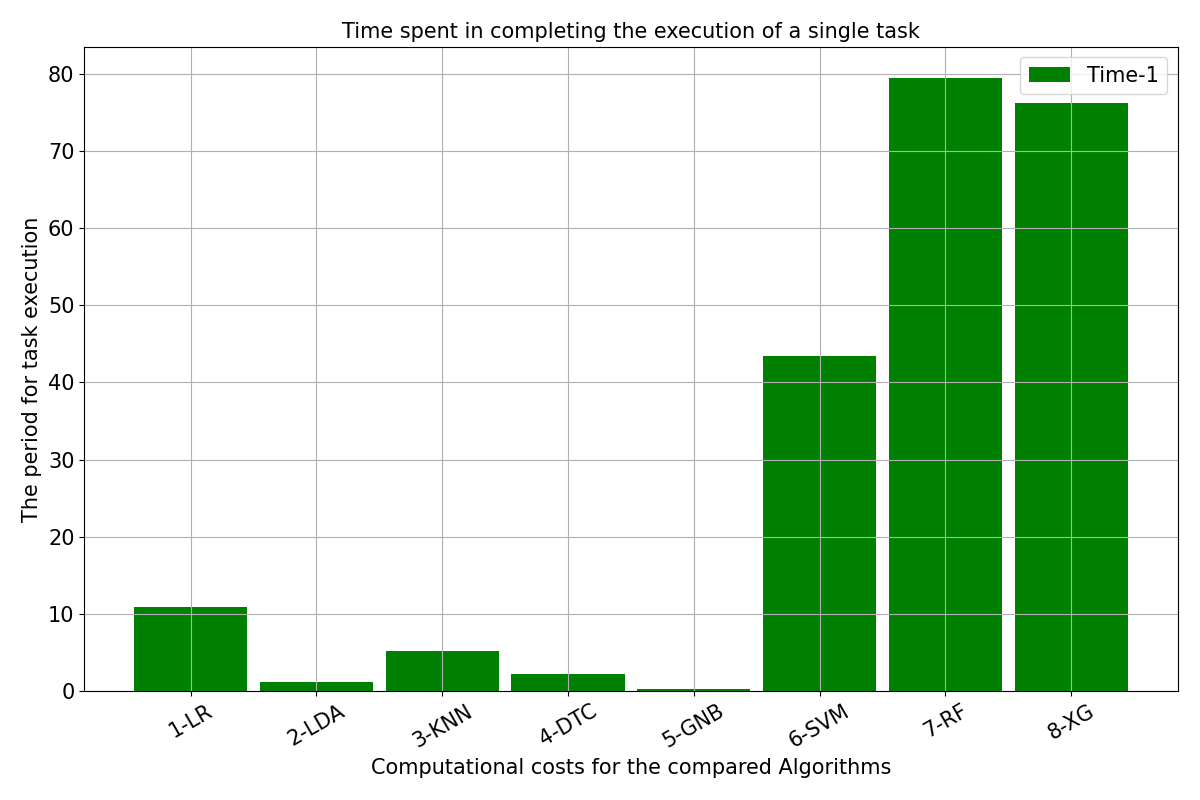 Time spent in completing the execution of a single task
Time-1
The period for task execution
80
70
60
50
40
30
20
10
0
1-LR
2-LDA
3-KNN
4-DTC
5-GNB
6-SVM
7-RF
8-XG
Computational costs for the compared Algorithms